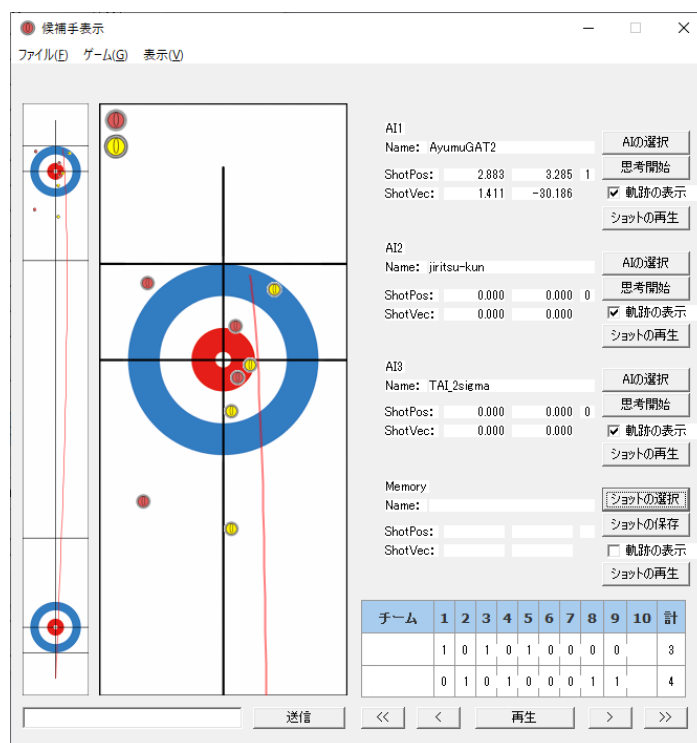 候補手表示
ファイル(F) ゲーム(G) 表示(V)
AI1
Name: AyumuGAT2
AIの選択
思考開始
ShotPos: 2.883 3.285 1
ShotVec: 1.411 -30.186
軌跡の表示
ショットの再生
AI2
Name: jiritsu-kun
AIの選択
思考開始
ShotPos: 0.000 0.000 0
ShotVec: 0.000 0.000
軌跡の表示
ショットの再生
AI3
Name: TAI_2sigma
AIの選択
思考開始
ShotPos: 0.000 0.000 0
ShotVec: 0.000 0.000
軌跡の表示
ショットの再生
Memory
Name:
ショットの選択
ショットの保存
ShotPos:
ShotVec:
軌跡の表示
ショットの再生
チーム 1 2 3 4 5 6 7 8 9 10 計
1 0 1 0 1 0 0 0 0 3
0 1 0 1 0 0 0 1 1 4
送信 << < 再生 > >>